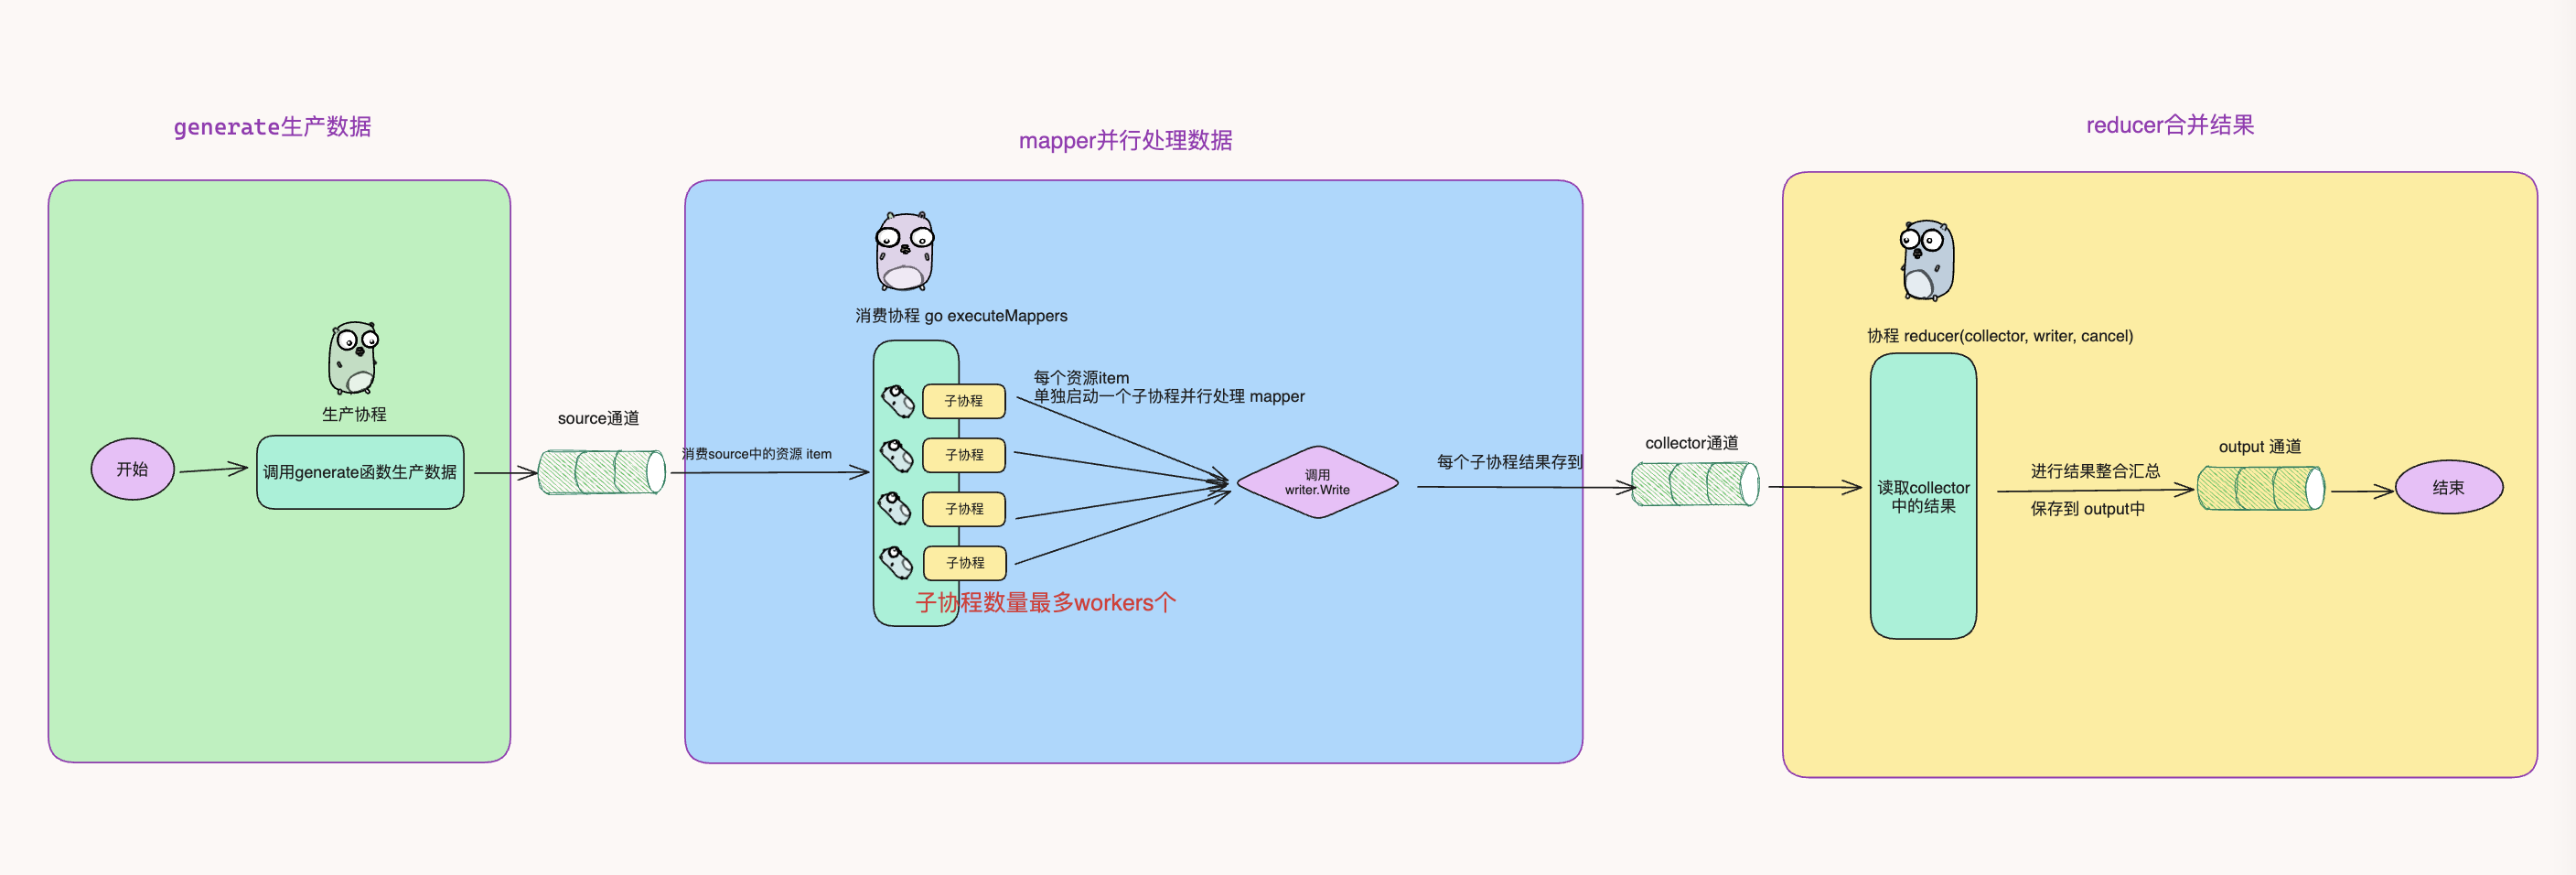 generate生产数据
生产协程
开始
调用generate函数生产数据
source通道
mapper并行处理数据
消费source中的资源 item
消费协程 go executeMappers
子协程
子协程
子协程
子协程
每个资源item
单独启动一个子协程并行处理 mapper
子协程数量最多workers个
调用
writer.Write
每个子协程结果存到
collector通道
reducer合并结果
协程 reducer(collector, writer, cancel)
读取collector
中的结果
进行结果整合汇总
保存到 output中
output 通道
结束